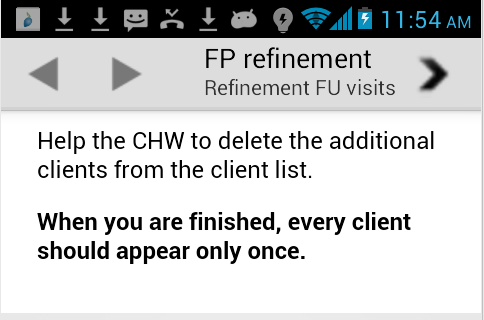 11:54 AM
FP refinement
Refinement FU visits
Help the CHW to delete the additional
clients from the client list.
When you are finished, every client
should appear only once.